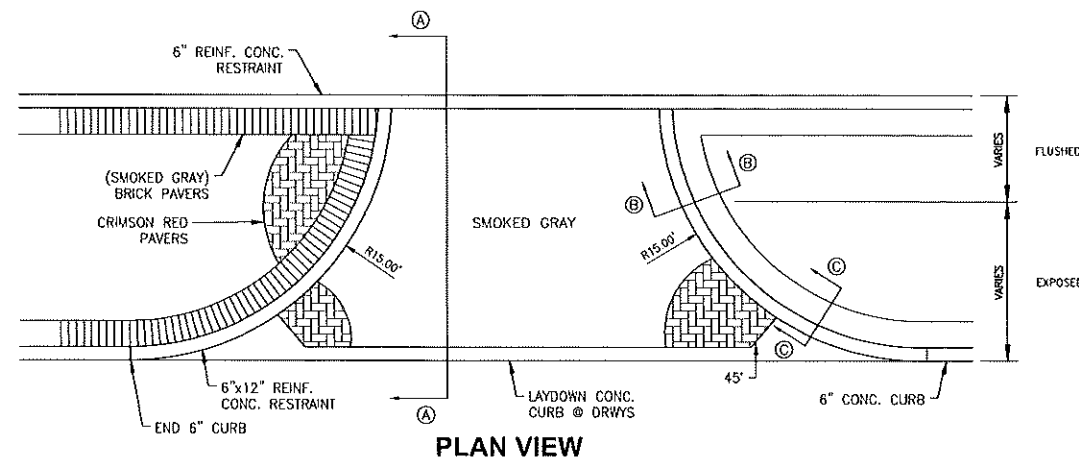 Ⓐ
6" REINF. CONC.
RESTRAINT
(SMOKED GRAY)
BRICK PAVERS
CRIMSON RED
PAVERS
SMOKED GRAY
R15.00'
R15.00'
Ⓑ
Ⓑ
VARIES
FLUSHED
Ⓒ
VARIES
EXPOSED
Ⓒ
45°
6"x12" REINF.
CONC. RESTRAINT
LAYDOWN CONC.
CURB @ DRWYS
6" CONC. CURB
Ⓐ
END 6" CURB
PLAN VIEW